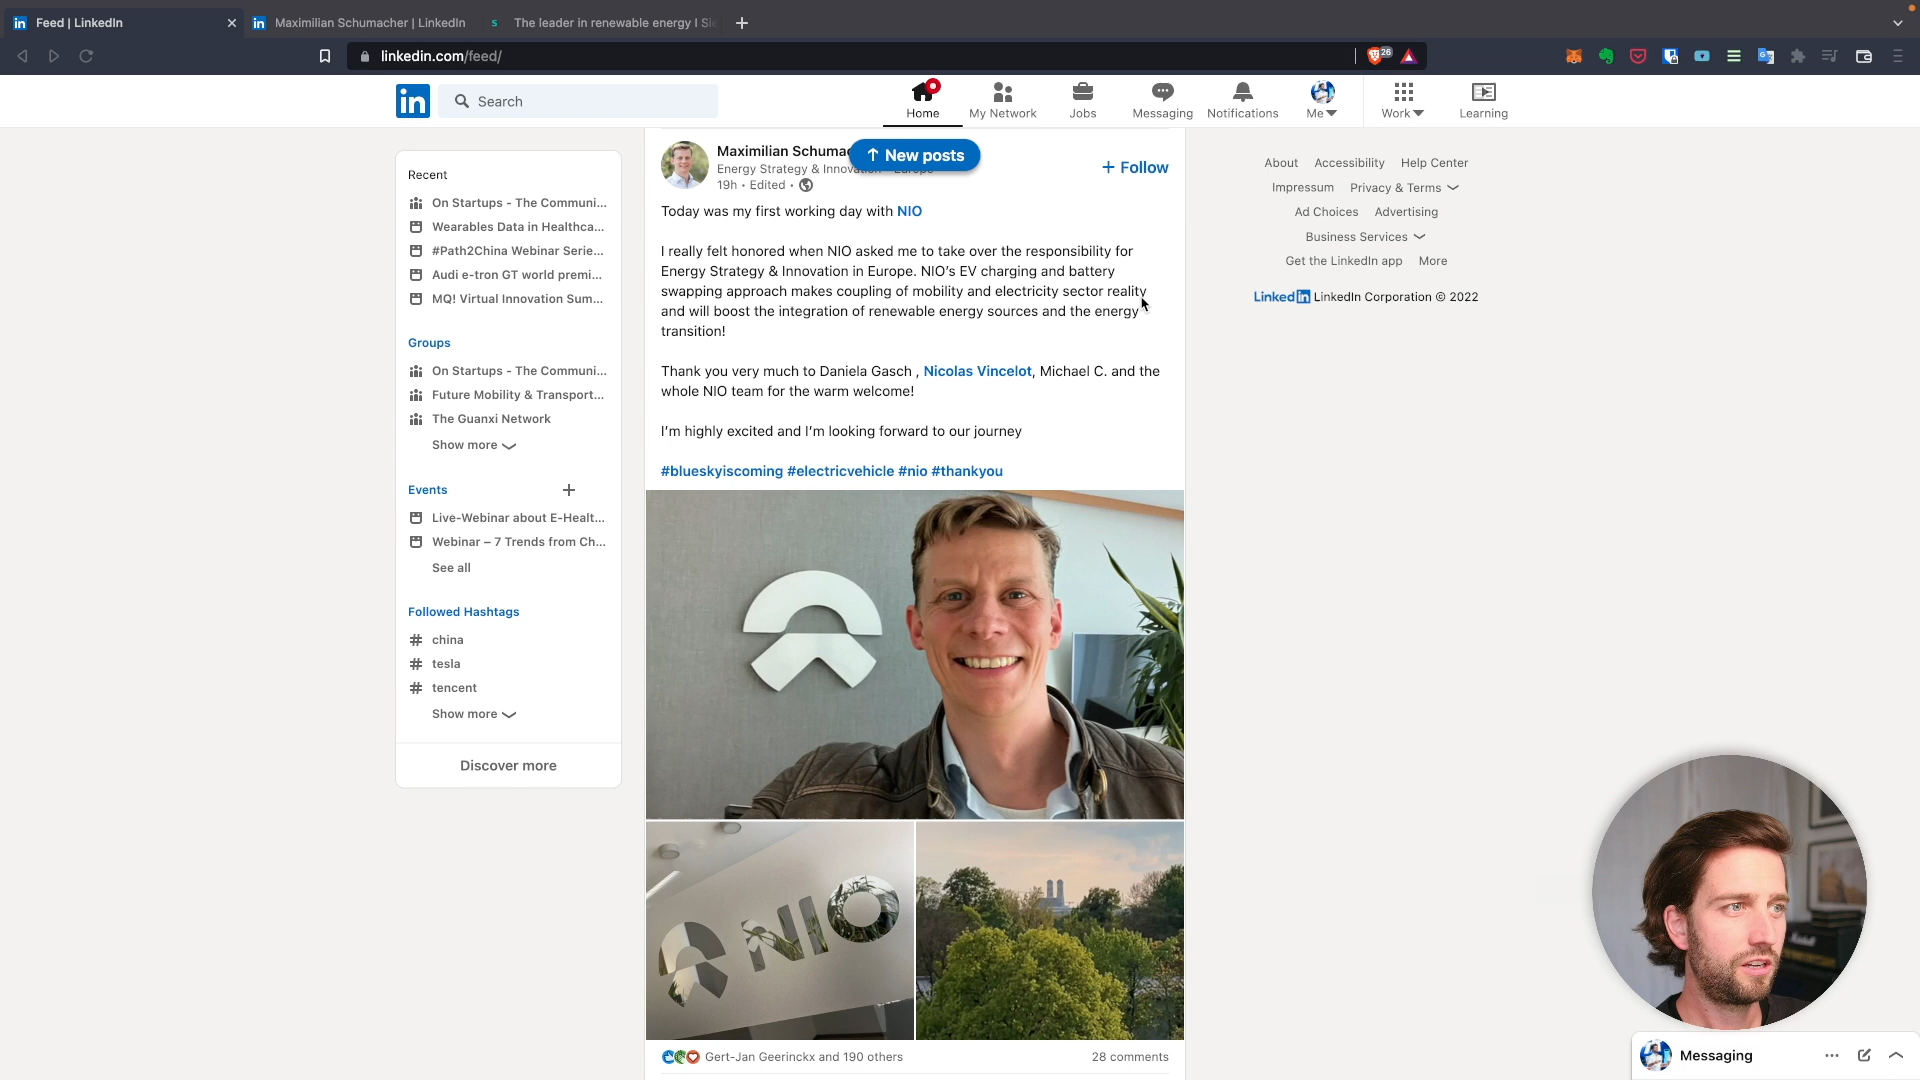 Feed | LinkedIn
Maximilian Schumacher | LinkedIn
S The leader in renewable energy I Sie
linkedin.com/feed/
26
in
Search
Home
My Network
Jobs
Messaging
Notifications
Me
Work
Learning
Recent
On Startups - The Communi...
Wearables Data in Healthca...
#Path2China Webinar Serie...
Audi e-tron GT world premi...
MQ! Virtual Innovation Sum...
Groups
On Startups - The Communi...
Future Mobility & Transport...
The Guanxi Network
Show more
Events
Live-Webinar about E-Healt...
Webinar – 7 Trends from Ch...
See all
Followed Hashtags
# china
# tesla
# tencent
Show more
Discover more
Maximilian Schumac
↑ New posts
Energy Strategy & Innovation - Europe
19h • Edited •
+ Follow
Today was my first working day with NIO
I really felt honored when NIO asked me to take over the responsibility for
Energy Strategy & Innovation in Europe. NIO’s EV charging and battery
swapping approach makes coupling of mobility and electricity sector reality
and will boost the integration of renewable energy sources and the energy
transition!
Thank you very much to Daniela Gasch , Nicolas Vincelot, Michael C. and the
whole NIO team for the warm welcome!
I’m highly excited and I’m looking forward to our journey
#blueskyiscoming #electricvehicle #nio #thankyou
NIO
Gert-Jan Geerinckx and 190 others
28 comments
About Accessibility Help Center
Impressum Privacy & Terms
Ad Choices Advertising
Business Services
Get the LinkedIn app More
LinkedIn LinkedIn Corporation © 2022
Messaging